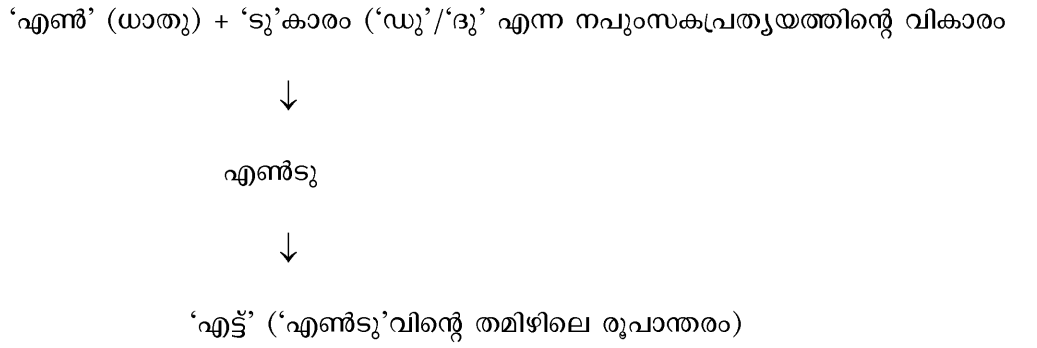 ‘എൺ’ (ധാതു) + ‘ടു’കാരം (‘ഡു’/‘ദു’ എന്ന നപുംസകപ്രത്യയത്തിന്റെ വികാരം
↓
എൺടു
↓
‘എട്ട്’ (‘എൺടു’വിന്റെ തമിഴിലെ രൂപാന്തരം)